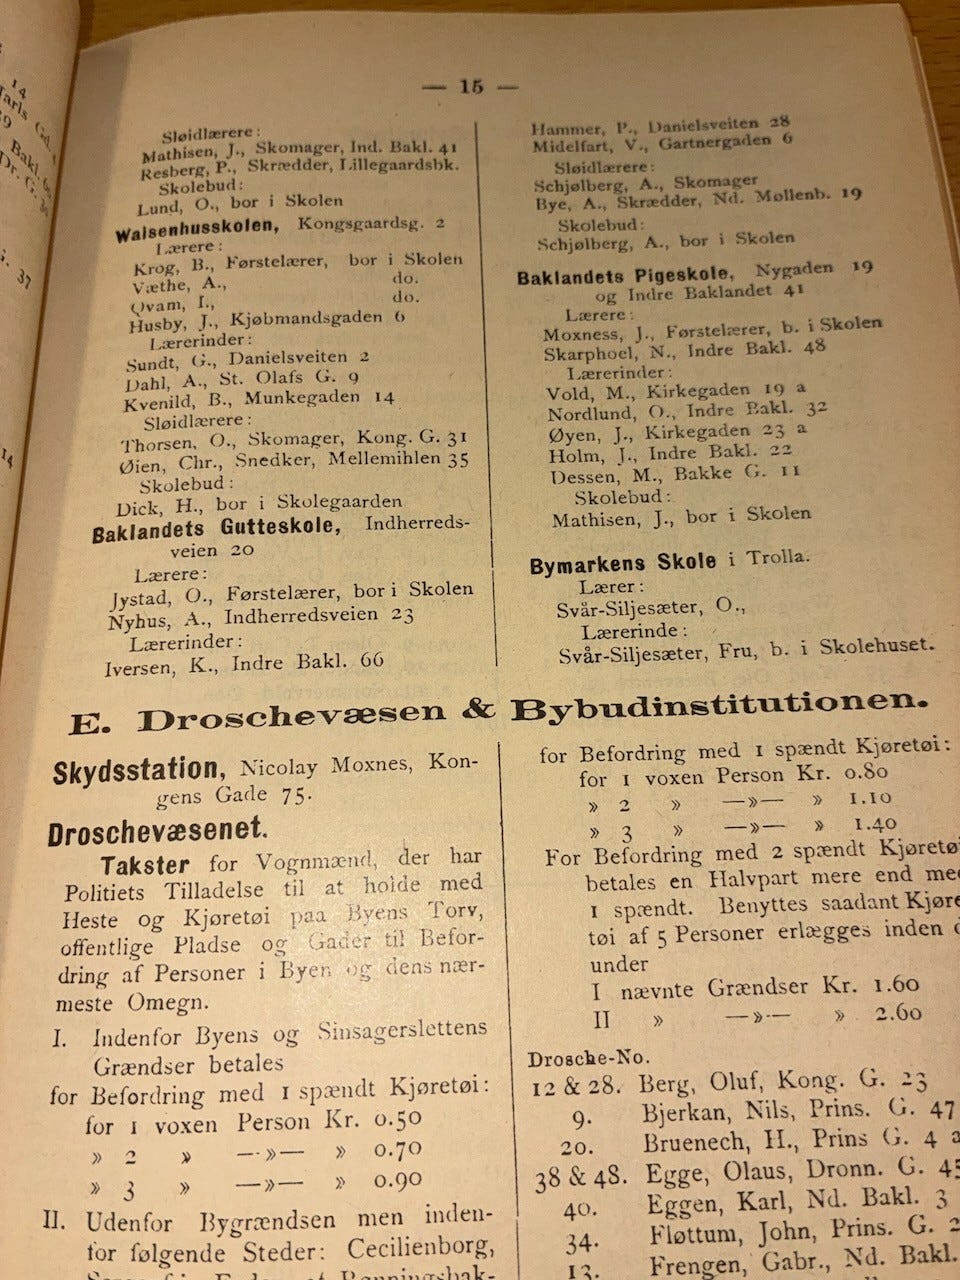 — 15 —
Sløidlærere:
Mathisen, J., Skomager, Ind. Bakl. 41
Resberg, P., Skrædder, Lillegaardsbk.
Skolebud:
Lund, O., bor i Skolen
Waisenhusskolen, Kongsgaardsg. 2
Lærere:
Krog, B., Førstelærer, bor i Skolen
Væthe, A., do.
Qvam, I., do.
Husby, J., Kjøbmandsgaden 6
Lærerinder:
Sundt, G., Danielsveiten 2
Dahl, A., St. Olafs G. 9
Kvenild, B., Munkegaden 14
Sløidlærere:
Thorsen, O., Skomager, Kong. G. 31
Øien, Chr., Snedker, Mellemihlen 35
Skolebud:
Dick, H., bor i Skolegaarden
Baklandets Gutteskole, Indherreds-
veien 20
Lærere:
Jystad, O., Førstelærer, bor i Skolen
Nyhus, A., Indherredsveien 23
Lærerinder:
Iversen, K., Indre Bakl. 66
Hammer, P., Danielsveiten 28
Midelfart, V., Gartnergaden 6
Sløidlærere:
Schjølberg, A., Skomager
Bye, A., Skrædder, Nd. Møllenb. 19
Skolebud:
Schjølberg, A., bor i Skolen
Baklandets Pigeskole, Nygaden 19
og Indre Baklandet 41
Lærere:
Moxness, J., Førstelærer, b. i Skolen
Skarphoel, N., Indre Bakl. 48
Lærerinder:
Vold, M., Kirkegaden 19 a
Nordlund, O., Indre Bakl. 32
Øyen, J., Kirkegaden 23 a
Holm, J., Indre Bakl. 22
Dessen, M., Bakke G. 11
Skolebud:
Mathisen, J., bor i Skolen
Bymarkens Skole i Trolla.
Lærer:
Svår-Siljesæter, O.,
Lærerinde:
Svår-Siljesæter, Fru, b. i Skolehuset.
E. Droschevæsen & Bybudinstitutionen.
Skydsstation, Nicolay Moxnes, Kon-
gens Gade 75.
Droschevæsenet.
Takster for Vognmænd, der har
Politiets Tilladelse til at holde med
Heste og Kjøretøi paa Byens Torv,
offentlige Pladse og Gader til Befor-
dring af Personer i Byen og dens nær-
meste Omegn.
I. Indenfor Byens og Sinsagerslettens
Grændser betales
for Befordring med 1 spændt Kjøretøi:
for 1 voxen Person Kr. 0.50
» 2 » —»— » 0.70
» 3 » —»— » 0.90
II. Udenfor Bygrændsen men inden-
for følgende Steder: Cecilienborg,
for Befordring med 1 spændt Kjøretøi:
for 1 voxen Person Kr. 0.80
» 2 » —»— » 1.10
» 3 » —»— » 1.40
For Befordring med 2 spændt Kjøretøi
betales en Halvpart mere end med
1 spændt. Benyttes saadant Kjøre-
tøi af 5 Personer erlægges inden
under
I nævnte Grændser Kr. 1.60
II » —»— » 2.60
Drosche-No.
12 & 28. Berg, Oluf, Kong. G. 23
9. Bjerkan, Nils, Prins. G. 47
20. Bruenech, H., Prins G. 4 a
38 & 48. Egge, Olaus, Dronn. G. 45
40. Eggen, Karl, Nd. Bakl. 3
34. Fløttum, John, Prins. G. 2
13. Frengen, Gabr., Nd. Bakl.